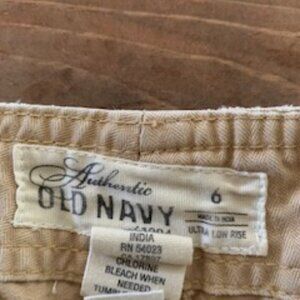 Authentic
OLD NAVY
6
MADE IN INDIA
ULTRA LOW RISE
INDIA
RN 54023
CHLORINE
BLEACH WHEN
NEEDED